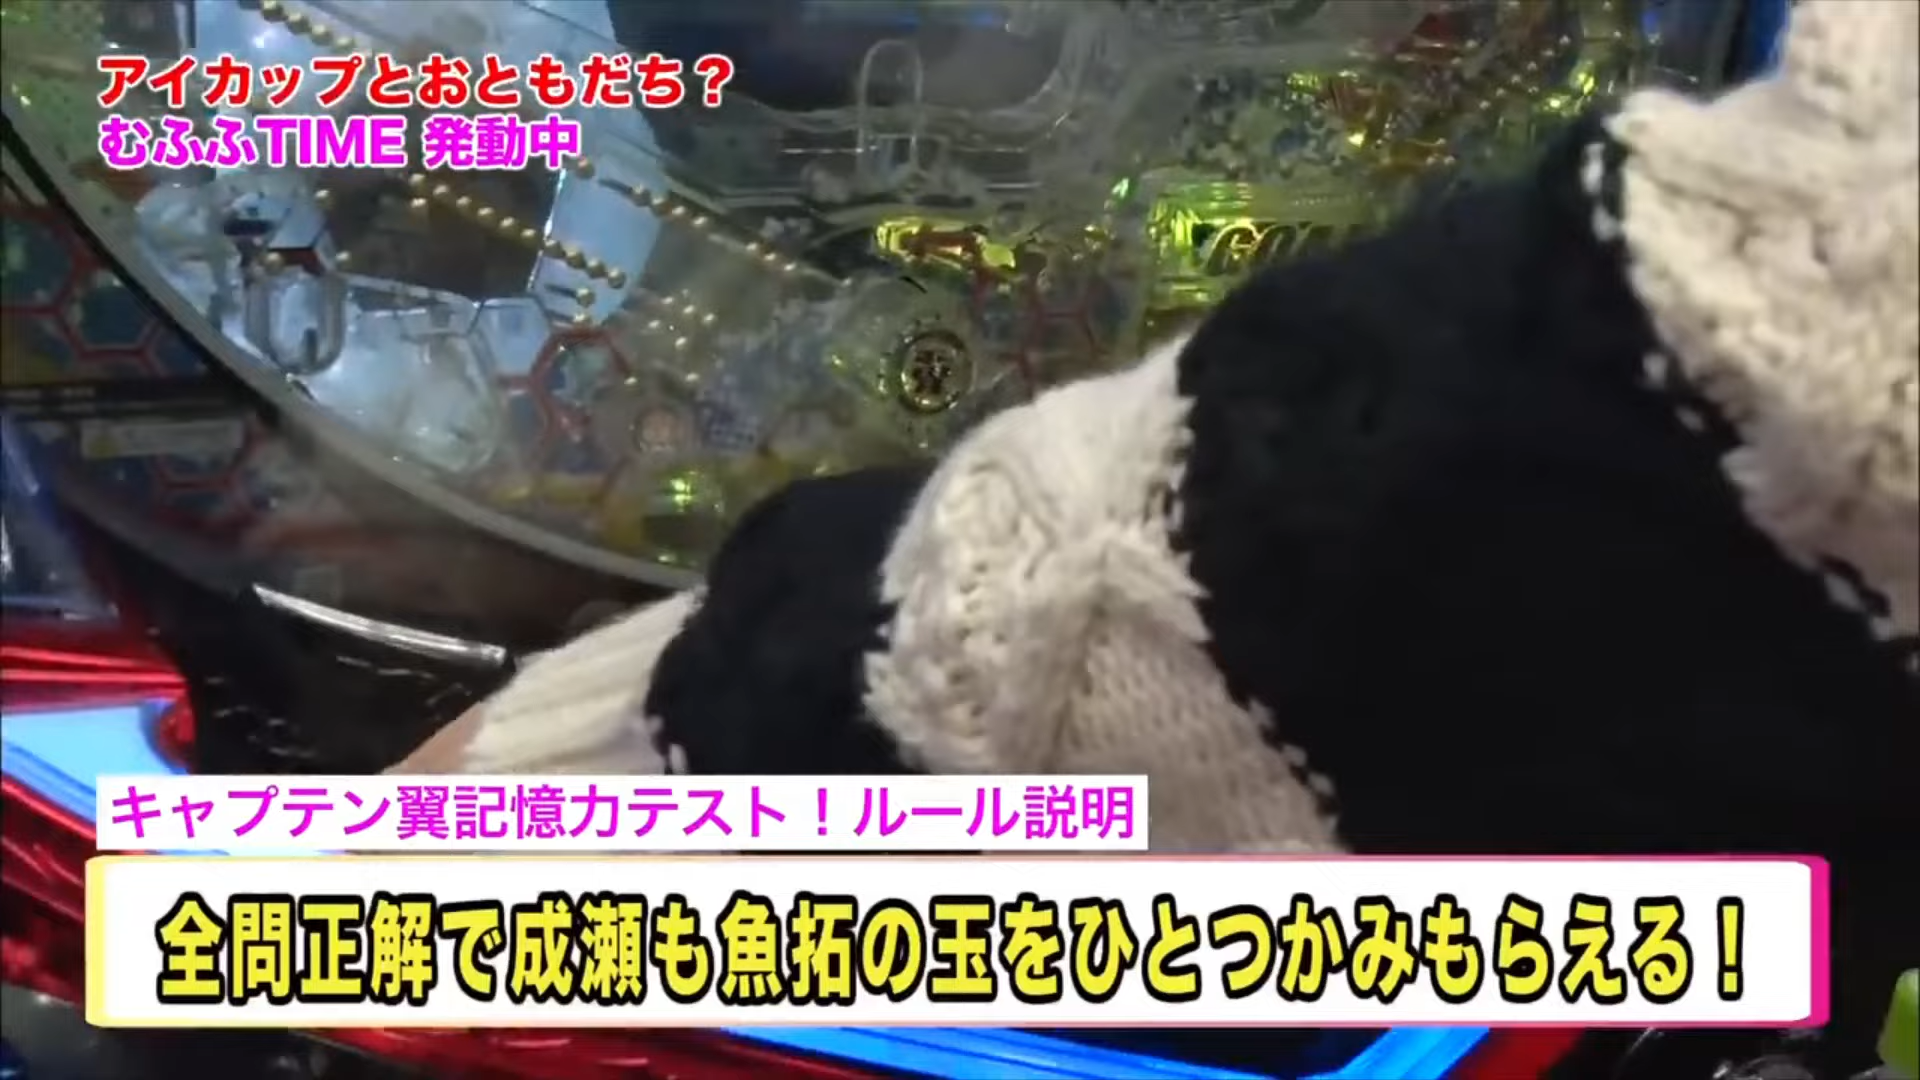 アイカップとおともだち？
むふふTIME 発動中
キャプテン翼記憶力テスト！ルール説明
全問正解で成瀬も魚拓の玉をひとつかみもらえる！